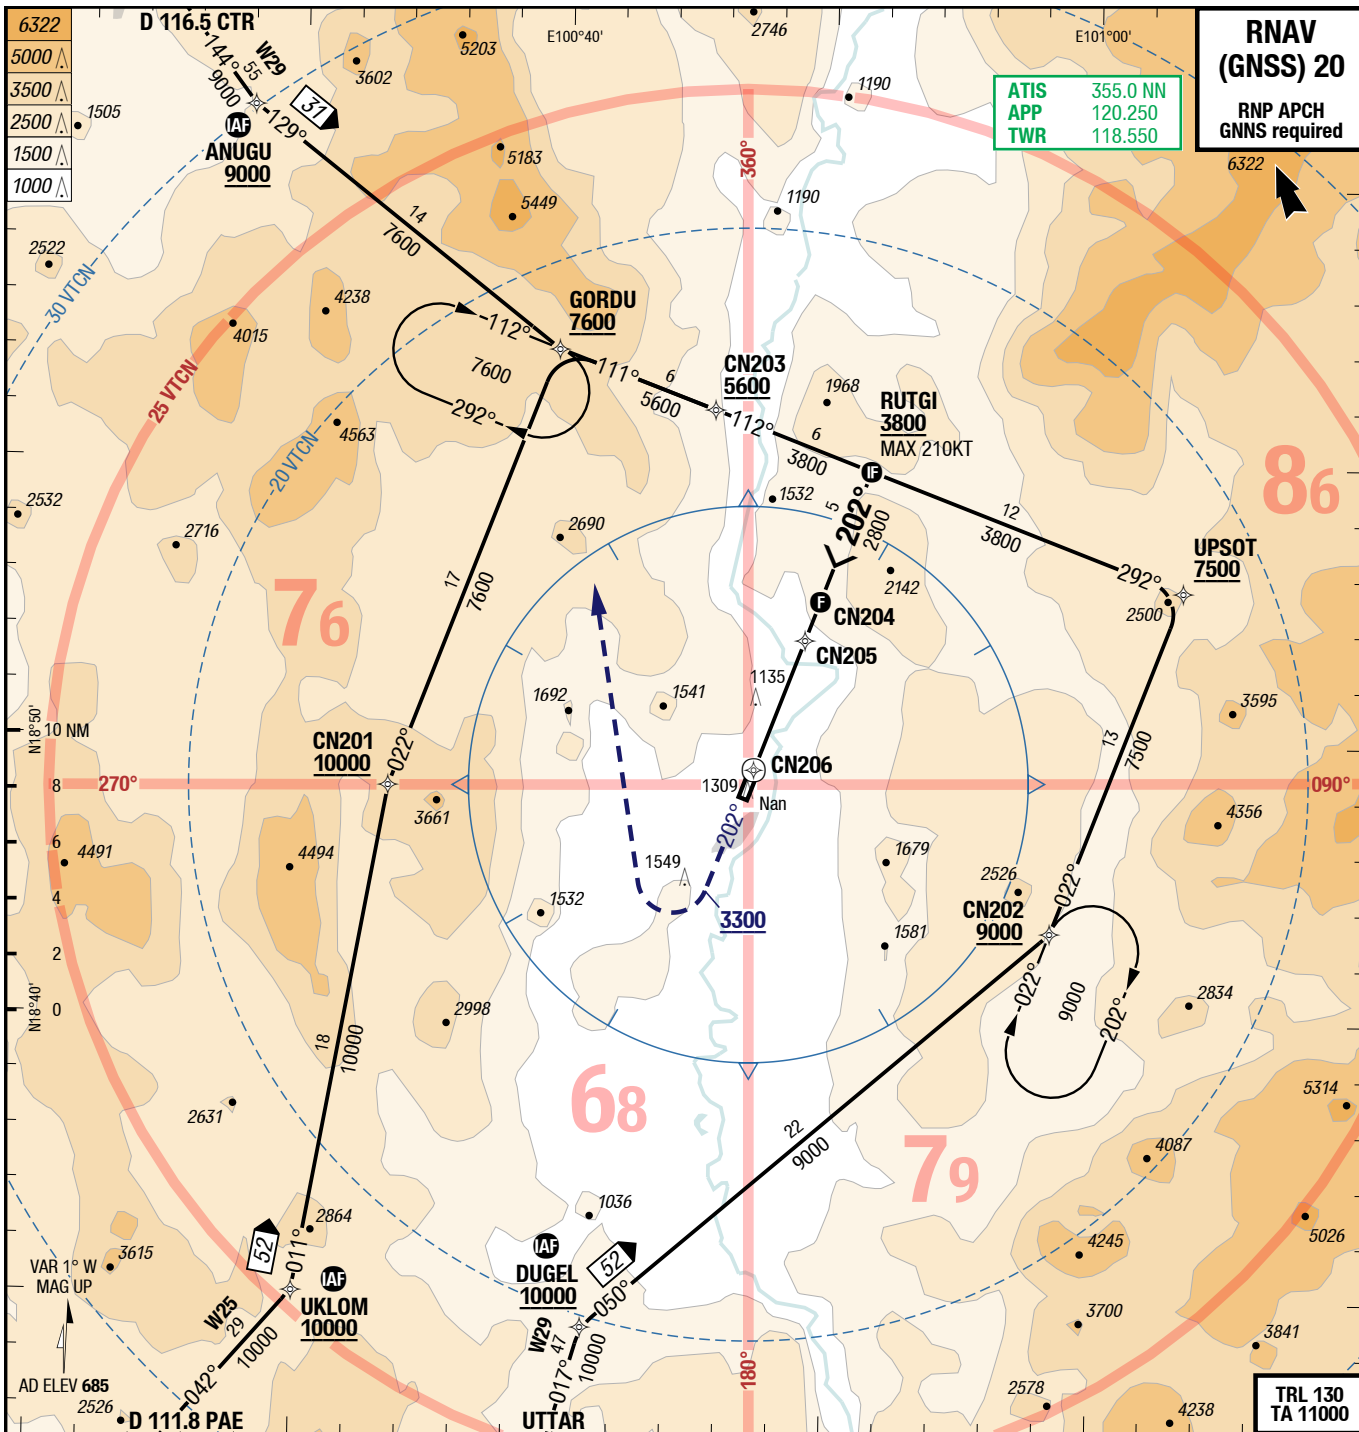 6322
5000
3500
2500
1500
1000
D 116.5 CTR
144°
55
W29
9000
IAF
ANUGU
9000
129°
31
14
7600
5203
3602
1505
5183
5449
2522
30 VTCN
4238
4015
25 VTCN
20 VTCN
4563
E100°40'
2746
E101°00'
1190
360°
1190
ATIS 355.0 NN
APP 120.250
TWR 118.550
RNAV
(GNSS) 20
RNP APCH
GNNS required
6322
GORDU
7600
112°
7600
292°
111°
6
5600
CN203
5600
112°
6
3800
1968
RUTGI
3800
MAX 210KT
IF
12
3800
86
UPSOT
7500
292°
2500
2532
2716
2690
1532
5
202°
2800
2142
F
CN204
CN205
76
17
7600
1692
1541
1135
3595
13
7500
N18°50'
10 NM
8
6
4
2
0
N18°40'
CN201
10000
022°
270°
3661
1309
CN206
Nan
202°
090°
4356
4491
4494
1549
1532
3300
1679
2526
1581
CN202
9000
022°
022°
9000
202°
2834
2998
18
10000
2631
68
22
9000
79
5314
4087
5026
4245
3700
3841
2578
4238
1036
IAF
DUGEL
10000
52
050°
W29
47
10000
017°
UTTAR
180°
2864
52
011°
IAF
UKLOM
10000
3615
VAR 1° W
MAG UP
W25
29
10000
042°
AD ELEV 685
2526
D 111.8 PAE
TRL 130
TA 11000